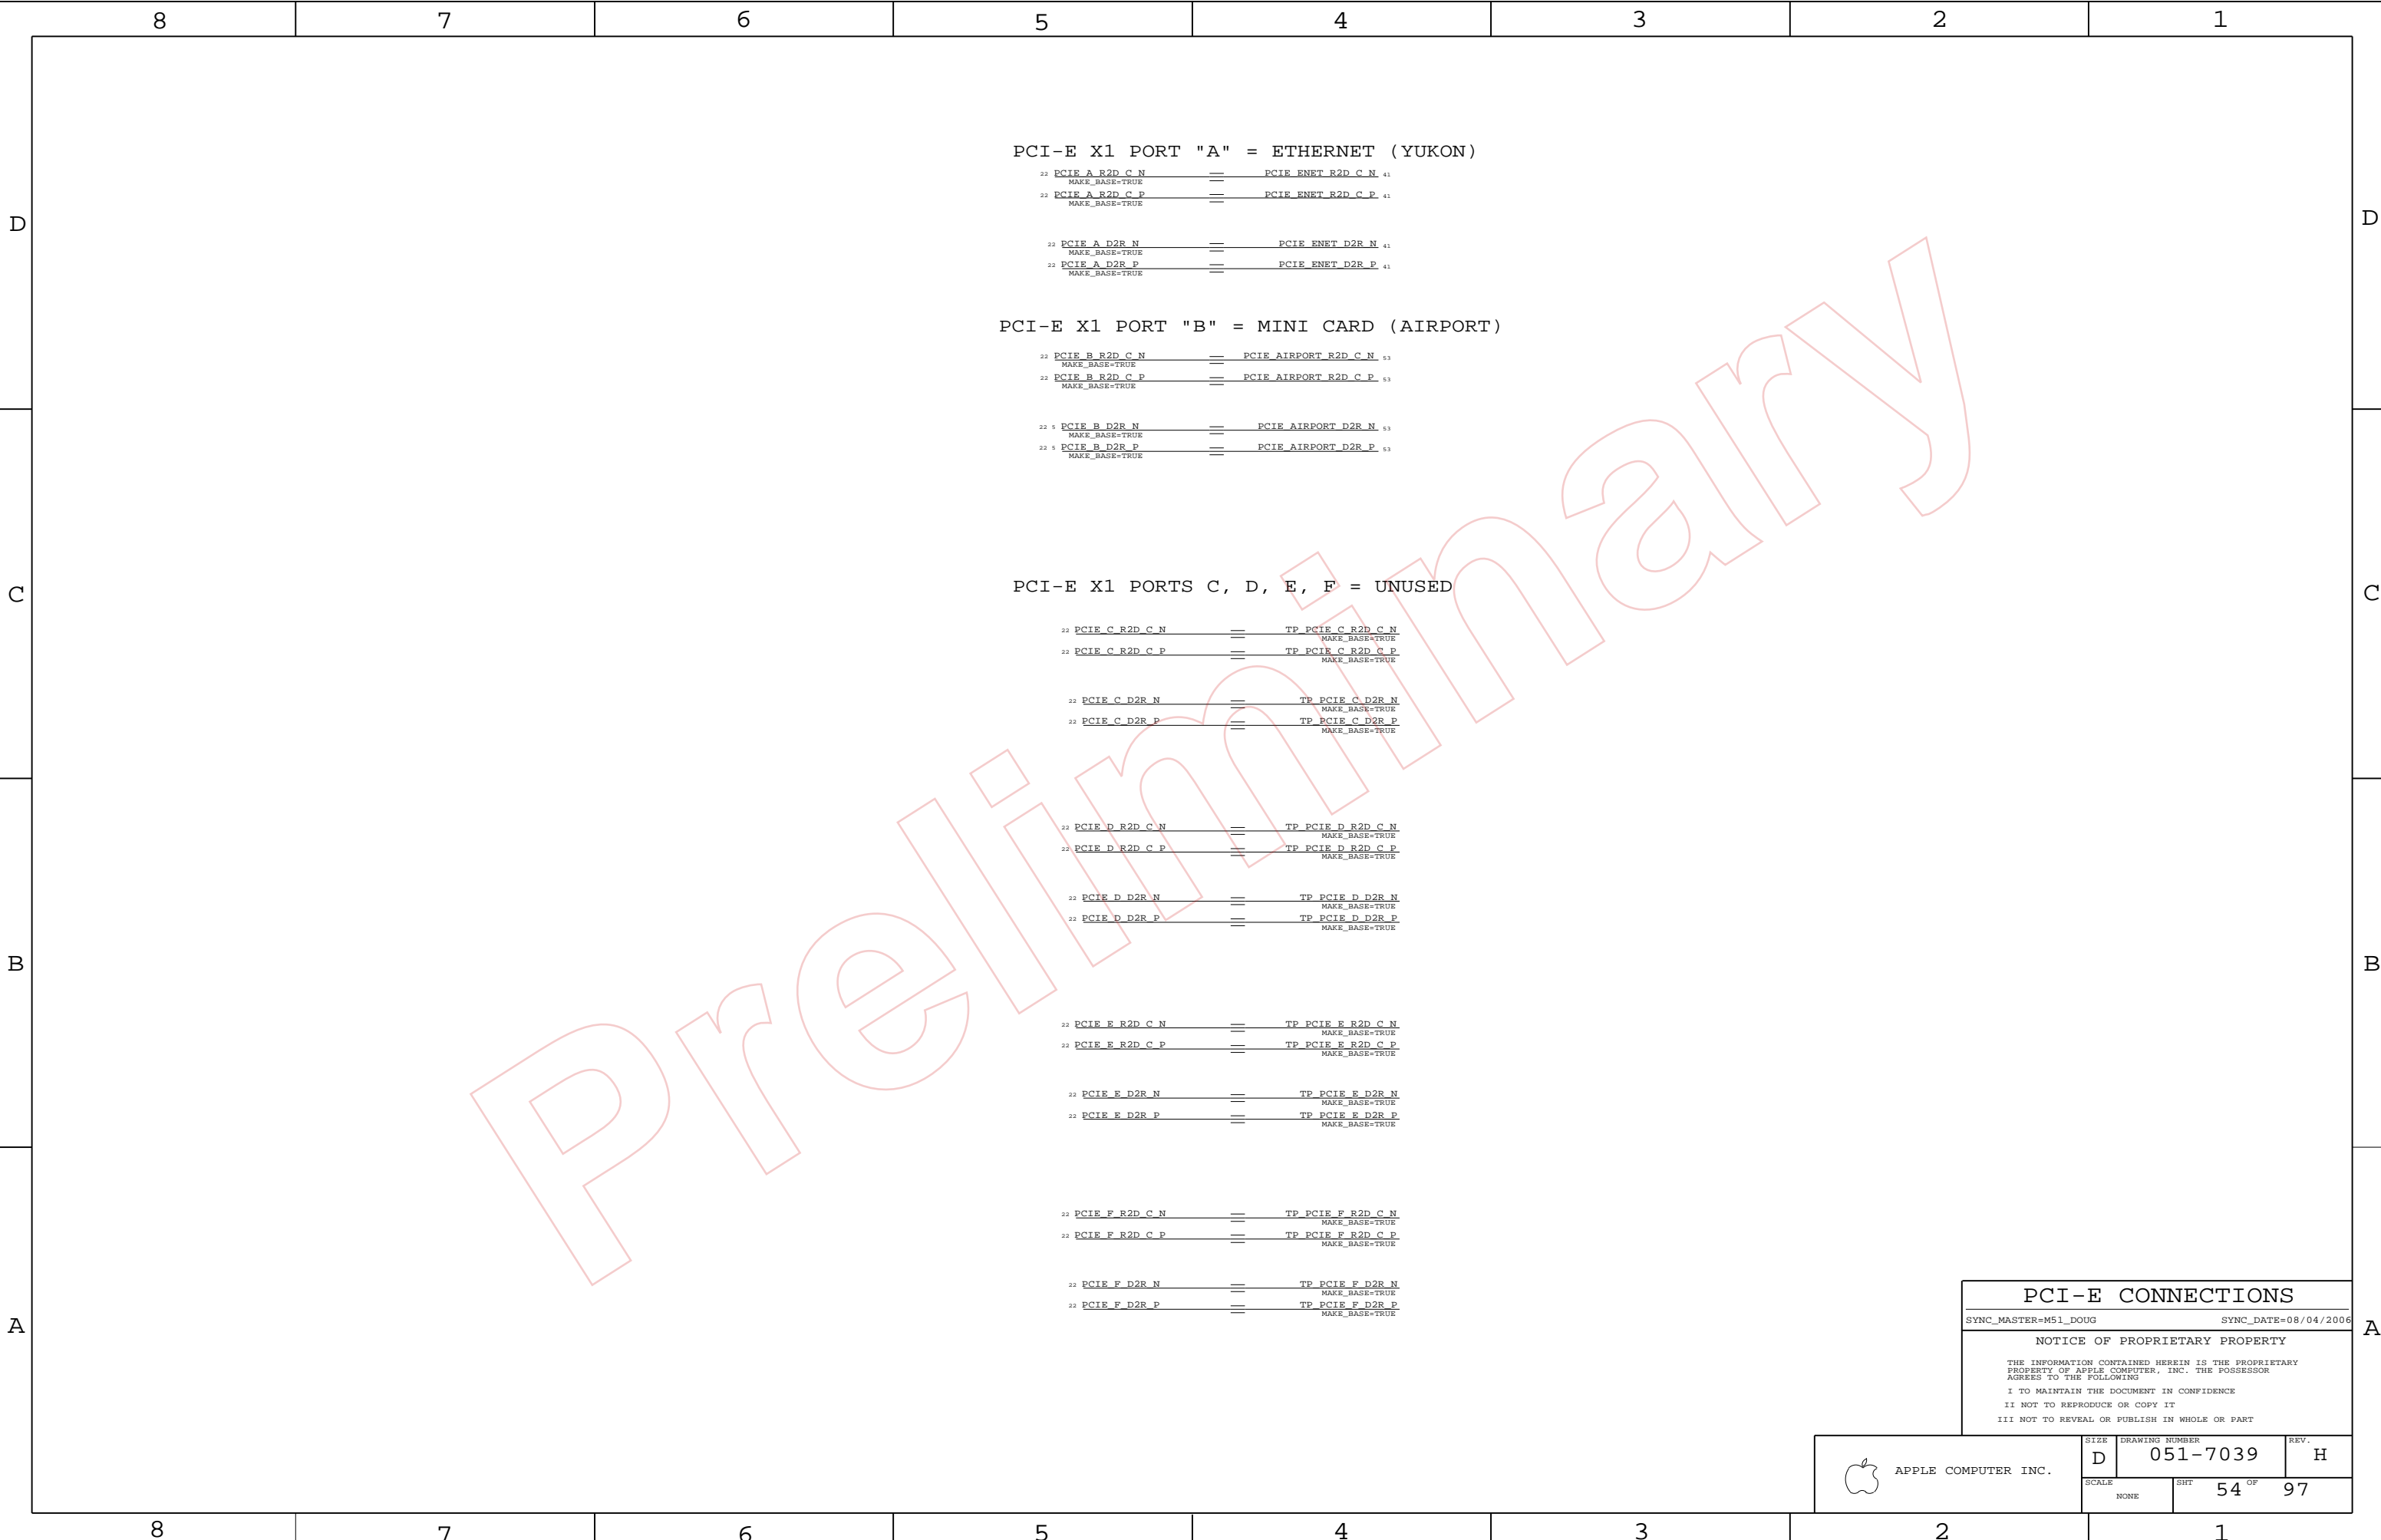 8 7 6 5 4 3 2 1
PCI-E X1 PORT "A" = ETHERNET (YUKON)
22 PCIE_A_R2D_C_N PCIE_ENET_R2D_C_N 41
MAKE_BASE=TRUE
22 PCIE_A_R2D_C_P PCIE_ENET_R2D_C_P 41
MAKE_BASE=TRUE
D D
22 PCIE_A_D2R_N PCIE_ENET_D2R_N 41
MAKE_BASE=TRUE
22 PCIE_A_D2R_P PCIE_ENET_D2R_P 41
MAKE_BASE=TRUE
PCI-E X1 PORT "B" = MINI CARD (AIRPORT)
22 PCIE_B_R2D_C_N PCIE_AIRPORT_R2D_C_N 53
MAKE_BASE=TRUE
22 PCIE_B_R2D_C_P PCIE_AIRPORT_R2D_C_P 53
MAKE_BASE=TRUE
22 5 PCIE_B_D2R_N PCIE_AIRPORT_D2R_N 53
MAKE_BASE=TRUE
22 5 PCIE_B_D2R_P PCIE_AIRPORT_D2R_P 53
MAKE_BASE=TRUE
Preliminary
PCI-E X1 PORTS C, D, E, F = UNUSED
C C
22 PCIE_C_R2D_C_N TP_PCIE_C_R2D_C_N
MAKE_BASE=TRUE
22 PCIE_C_R2D_C_P TP_PCIE_C_R2D_C_P
MAKE_BASE=TRUE
22 PCIE_C_D2R_N TP_PCIE_C_D2R_N
MAKE_BASE=TRUE
22 PCIE_C_D2R_P TP_PCIE_C_D2R_P
MAKE_BASE=TRUE
22 PCIE_D_R2D_C_N TP_PCIE_D_R2D_C_N
MAKE_BASE=TRUE
22 PCIE_D_R2D_C_P TP_PCIE_D_R2D_C_P
MAKE_BASE=TRUE
22 PCIE_D_D2R_N TP_PCIE_D_D2R_N
MAKE_BASE=TRUE
22 PCIE_D_D2R_P TP_PCIE_D_D2R_P
MAKE_BASE=TRUE
B B
22 PCIE_E_R2D_C_N TP_PCIE_E_R2D_C_N
MAKE_BASE=TRUE
22 PCIE_E_R2D_C_P TP_PCIE_E_R2D_C_P
MAKE_BASE=TRUE
22 PCIE_E_D2R_N TP_PCIE_E_D2R_N
MAKE_BASE=TRUE
22 PCIE_E_D2R_P TP_PCIE_E_D2R_P
MAKE_BASE=TRUE
22 PCIE_F_R2D_C_N TP_PCIE_F_R2D_C_N
MAKE_BASE=TRUE
22 PCIE_F_R2D_C_P TP_PCIE_F_R2D_C_P
MAKE_BASE=TRUE
22 PCIE_F_D2R_N TP_PCIE_F_D2R_N
MAKE_BASE=TRUE
22 PCIE_F_D2R_P TP_PCIE_F_D2R_P
MAKE_BASE=TRUE
A A
PCI-E CONNECTIONS
SYNC_MASTER=M51_DOUG SYNC_DATE=08/04/2006
NOTICE OF PROPRIETARY PROPERTY
THE INFORMATION CONTAINED HEREIN IS THE PROPRIETARY
PROPERTY OF APPLE COMPUTER, INC. THE POSSESSOR
AGREES TO THE FOLLOWING
I TO MAINTAIN THE DOCUMENT IN CONFIDENCE
II NOT TO REPRODUCE OR COPY IT
III NOT TO REVEAL OR PUBLISH IN WHOLE OR PART
APPLE COMPUTER INC.
SIZE DRAWING NUMBER REV.
D 051-7039 H
SCALE SHT OF
NONE 54 97
8 7 6 5 4 3 2 1